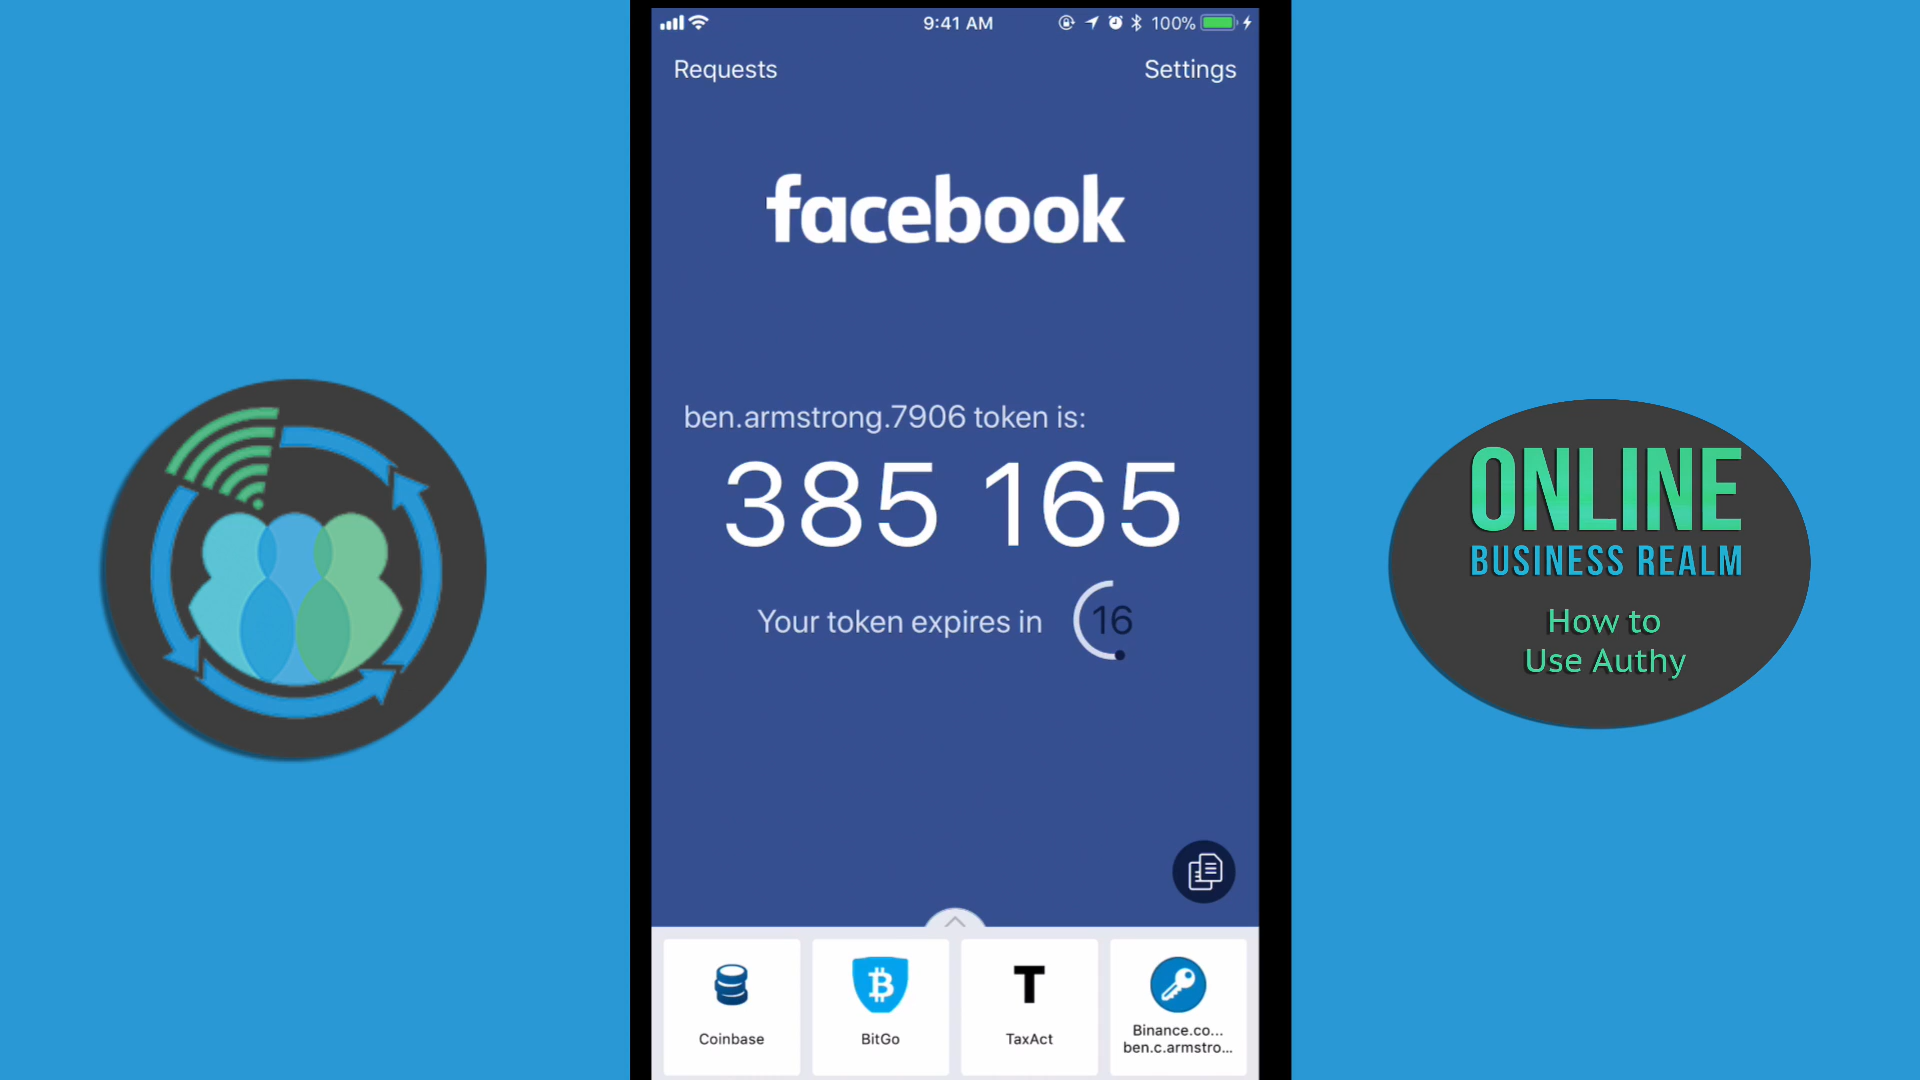 9:41 AM
100%
Requests
Settings
facebook
ben.armstrong.7906 token is:
385 165
Your token expires in 16
Coinbase
BitGo
T
TaxAct
Binance.co...
ben.c.armstro...
ONLINE
BUSINESS REALM
How to
Use Authy